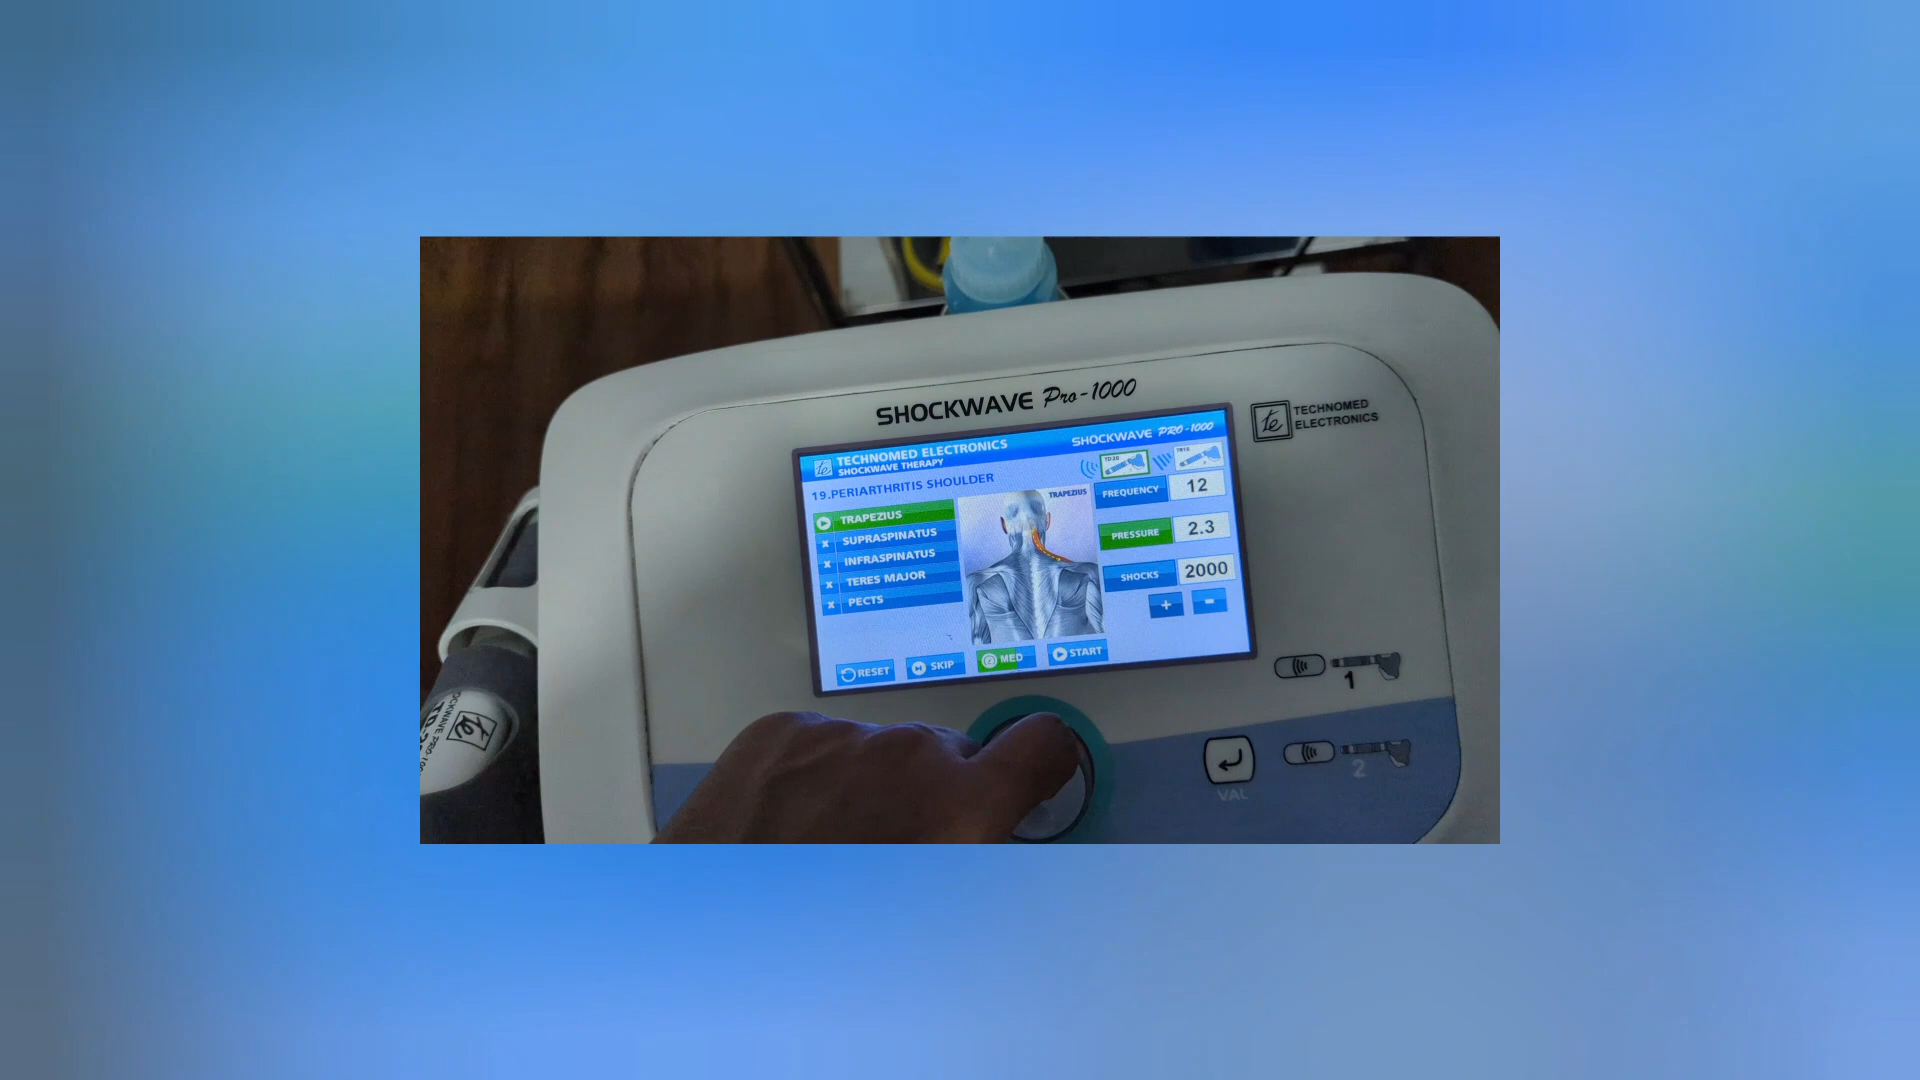 SHOCKWAVE Pro-1000
TECHNOMED
ELECTRONICS
TECHNOMED ELECTRONICS
SHOCKWAVE THERAPY
SHOCKWAVE PRO-1000
19.PERIARTHRITIS SHOULDER
TRAPEZIUS
X SUPRASPINATUS
X INFRASPINATUS
X TERES MAJOR
X PECTS
TRAPEZIUS
FREQUENCY 12
PRESSURE 2.3
SHOCKS 2000
+ -
RESET
SKIP
MED
START
1
2
VAL
te